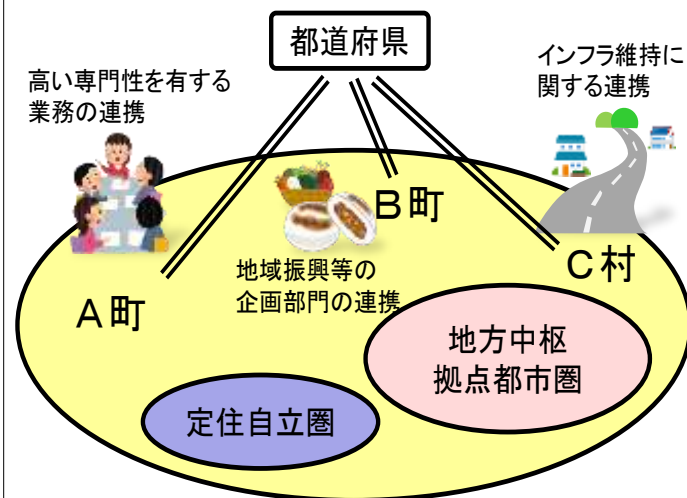 都道府県
高い専門性を有する
業務の連携
インフラ維持に
関する連携
B町
C村
地域振興等の
企画部門の連携
A町
地方中枢
拠点都市圏
定住自立圏